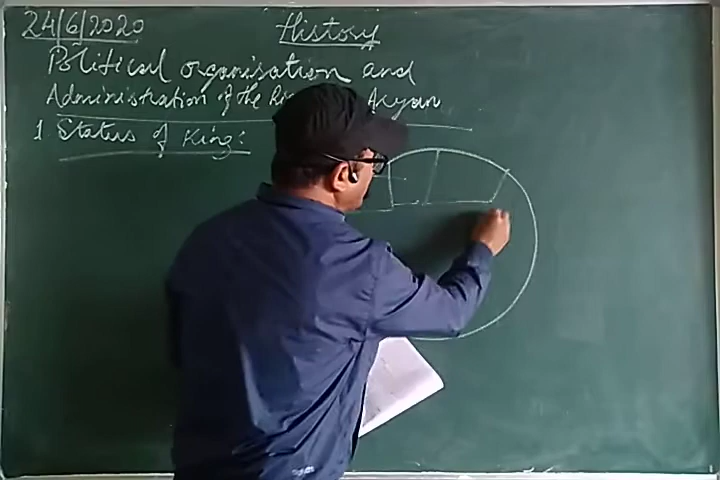 24/6/2020
History
Political organisation and
Administration of the Aryan
1 Status of King: